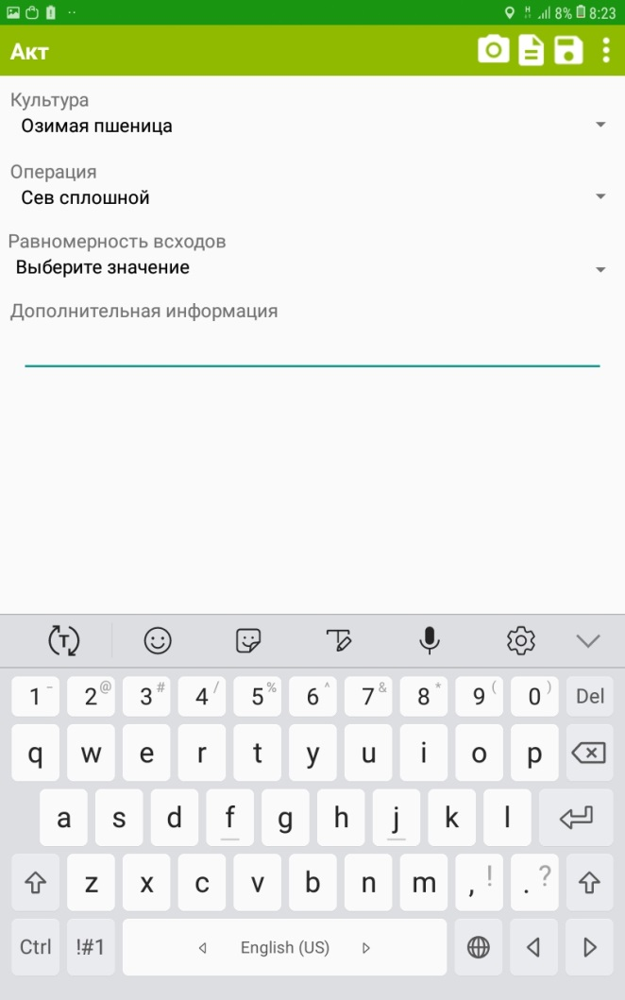 8% 8:23
Акт
Культура
Озимая пшеница
Операция
Сев сплошной
Равномерность всходов
Выберите значение
Дополнительная информация
T
1 - 2 @ 3 # 4 / 5 % 6 ^ 7 & 8 * 9 ( 0 ) Del
q w e r t y u i o p
a s d f g h j k l
z x c v b n m , ! . ?
Ctrl !#1 English (US)